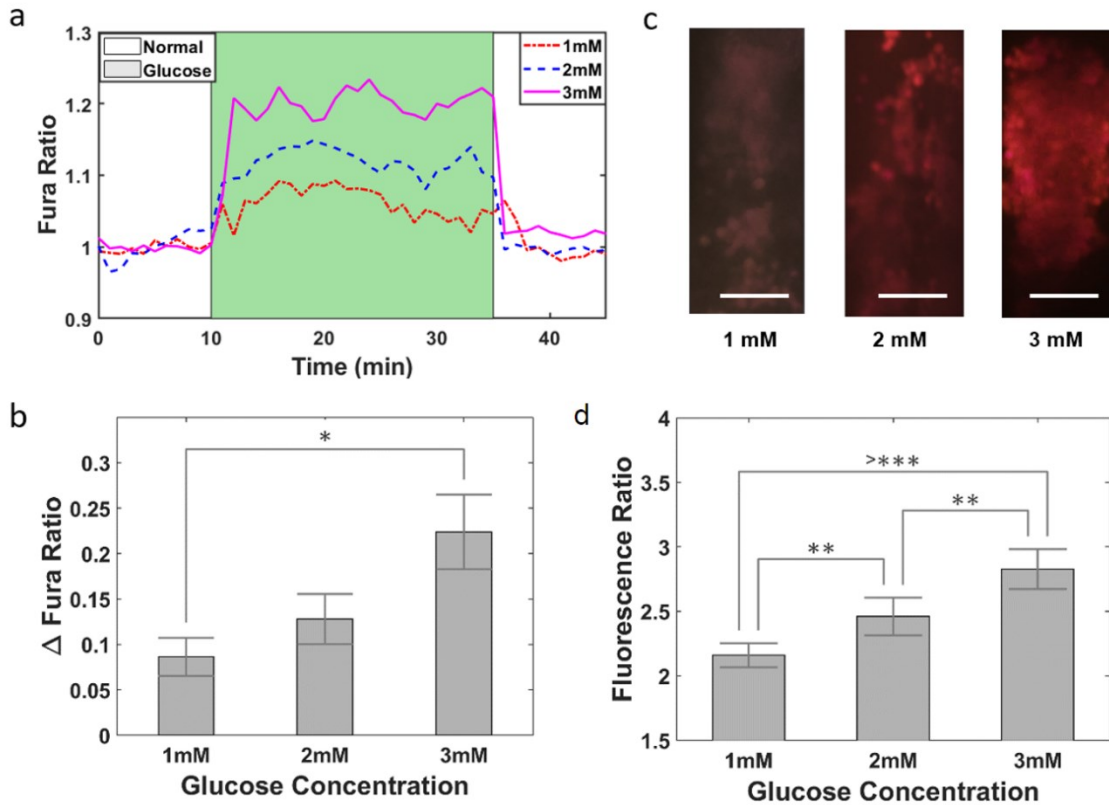 a
1.3
1.2
1.1
1
0.9
Fura Ratio
Normal
Glucose
1mM
2mM
3mM
0 10 20 30 40
Time (min)
c
1 mM 2 mM 3 mM
b
0.3
0.25
0.2
0.15
0.1
0.05
0
Δ Fura Ratio
*
1mM 2mM 3mM
Glucose Concentration
d
4
3.5
3
2.5
2
1.5
Fluorescence Ratio
>***
**
**
1mM 2mM 3mM
Glucose Concentration